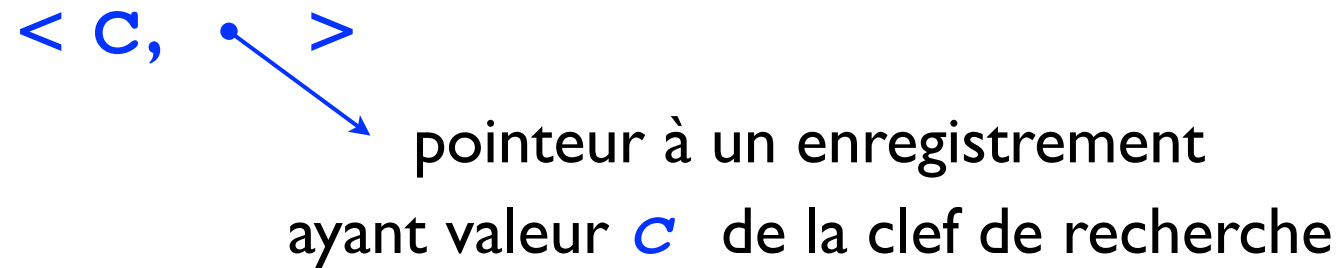 < c, • >
pointeur à un enregistrement
ayant valeur c de la clef de recherche